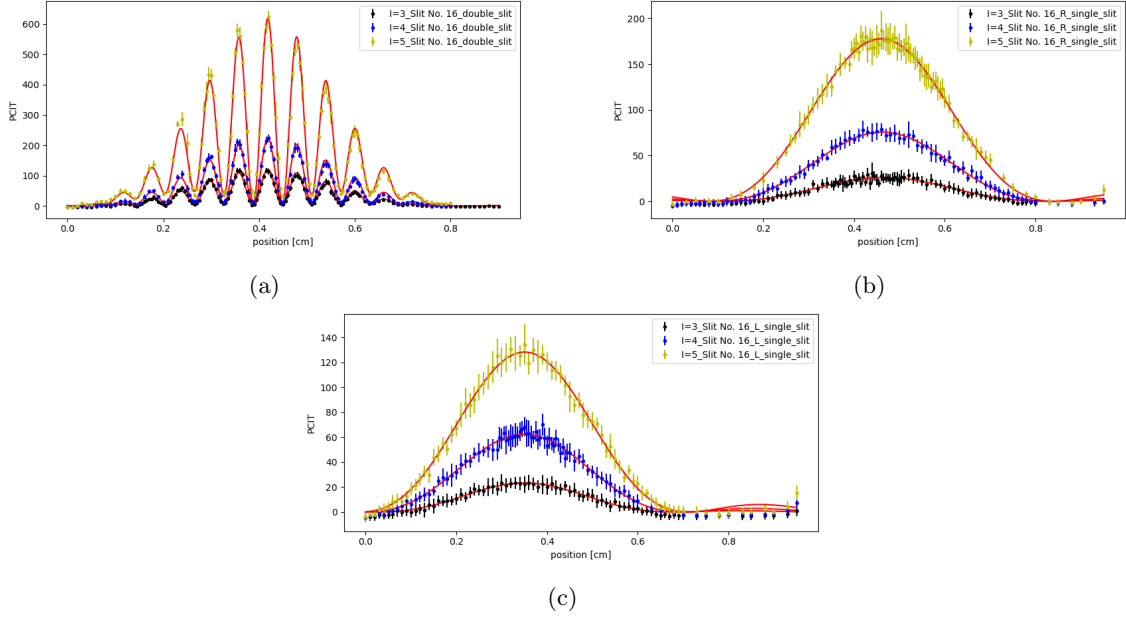 I=3_Slit No. 16_double_slit
I=4_Slit No. 16_double_slit
I=5_Slit No. 16_double_slit
600
500
400
300
200
100
0
PCIT
0.0 0.2 0.4 0.6 0.8
position [cm]
(a)
I=3_Slit No. 16_R_single_slit
I=4_Slit No. 16_R_single_slit
I=5_Slit No. 16_R_single_slit
200
150
100
50
0
PCIT
0.0 0.2 0.4 0.6 0.8
position [cm]
(b)
I=3_Slit No. 16_L_single_slit
I=4_Slit No. 16_L_single_slit
I=5_Slit No. 16_L_single_slit
140
120
100
80
60
40
20
0
PCIT
0.0 0.2 0.4 0.6 0.8
position [cm]
(c)